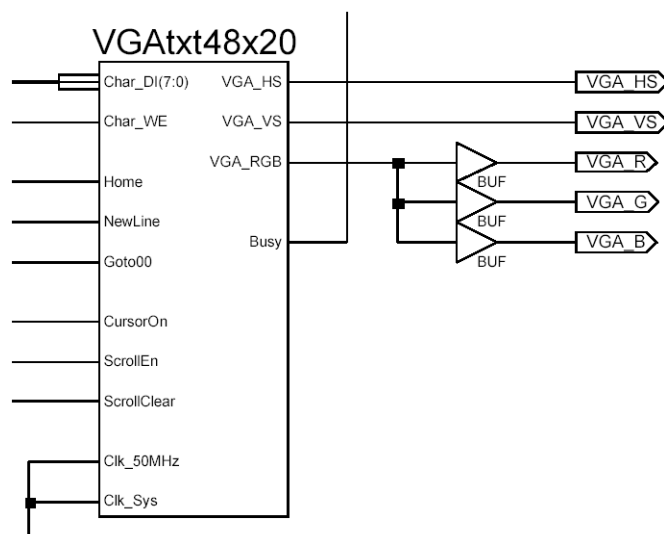 VGAtxt48x20
Char_DI(7:0) VGA_HS VGA_HS
Char_WE VGA_VS VGA_VS
VGA_RGB VGA_R
BUF
Home VGA_G
BUF
NewLine
Busy VGA_B
BUF
Goto00
CursorOn
ScrollEn
ScrollClear
Clk_50MHz
Clk_Sys